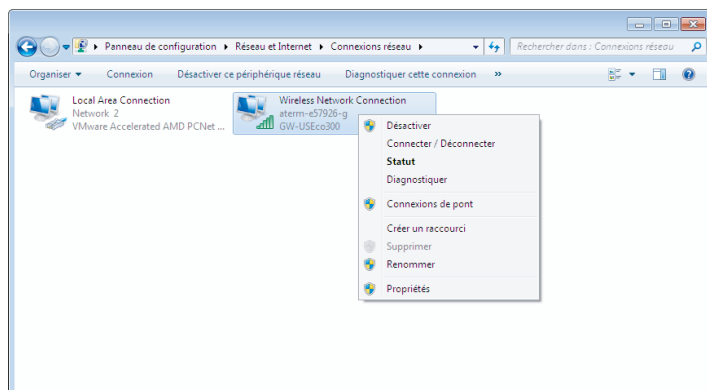 Panneau de configuration Réseau et Internet Connexions réseau Rechercher dans : Connexions réseau
Organiser Connexion Désactiver ce périphérique réseau Diagnostiquer cette connexion »
Local Area Connection
Network 2
VMware Accelerated AMD PCNet ...
Wireless Network Connection
aterm-e57926-g
GW-USEco300
Désactiver
Connecter / Déconnecter
Statut
Diagnostiquer
Connexions de pont
Créer un raccourci
Supprimer
Renommer
Propriétés